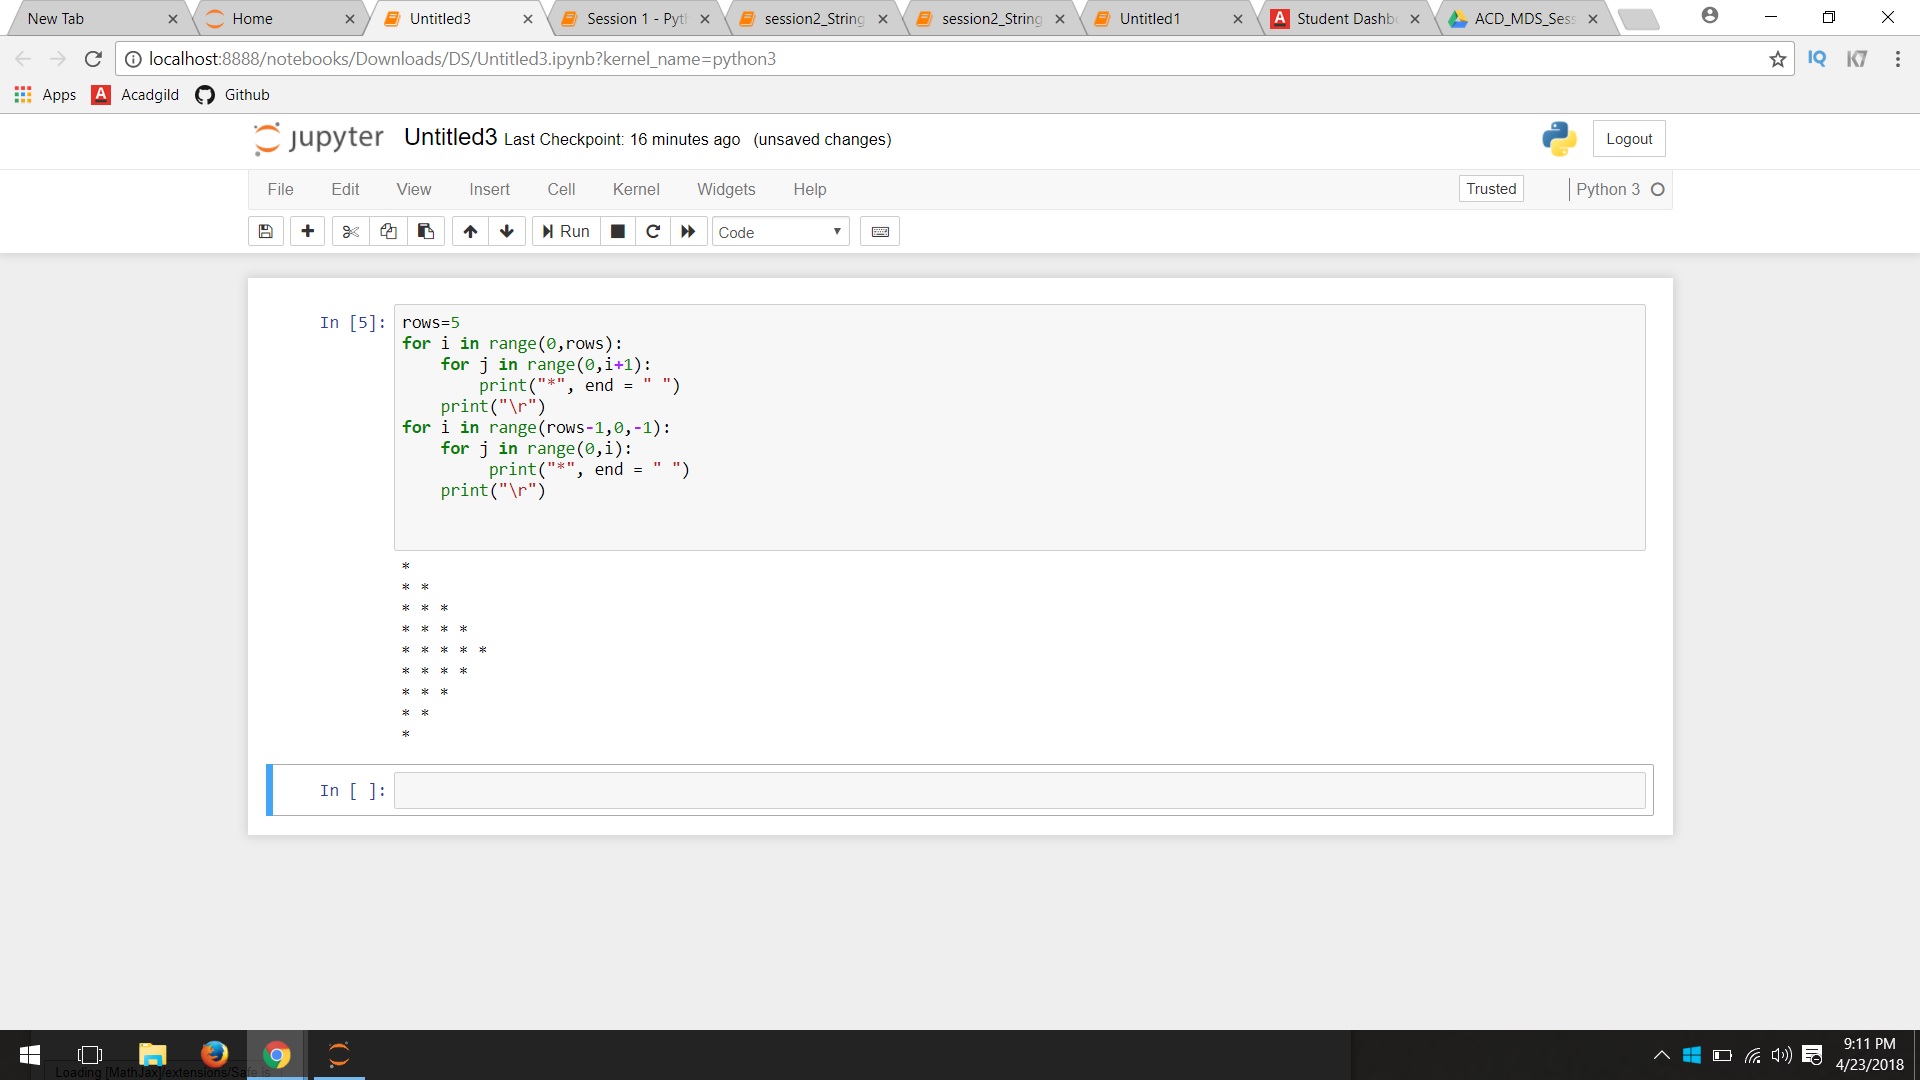 New Tab
Home
Untitled3
Session 1 - Pyth
session2_String
session2_String
Untitled1
A Student Dashbo
ACD_MDS_Sess
localhost:8888/notebooks/Downloads/DS/Untitled3.ipynb?kernel_name=python3
IQ K7
Apps A Acadgild Github
jupyter Untitled3 Last Checkpoint: 16 minutes ago (unsaved changes) Logout
File Edit View Insert Cell Kernel Widgets Help Trusted Python 3
Run Code
In [5]: rows=5
for i in range(0,rows):
    for j in range(0,i+1):
        print("*", end = " ")
    print("\r")
for i in range(rows-1,0,-1):
    for j in range(0,i):
         print("*", end = " ")
    print("\r")
*
* *
* * *
* * * *
* * * * *
* * * *
* * *
* *
*
In [ ]:
Loading [MathJax]/extensions/Safe.js
9:11 PM
4/23/2018